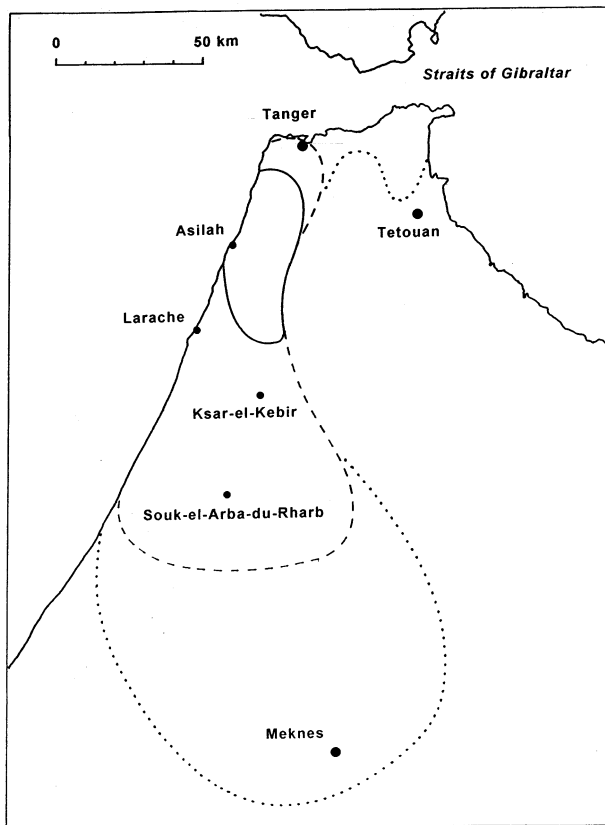 0 50 km
Straits of Gibraltar
Tanger
Asilah
Tetouan
Larache
Ksar-el-Kebir
Souk-el-Arba-du-Rharb
Meknes